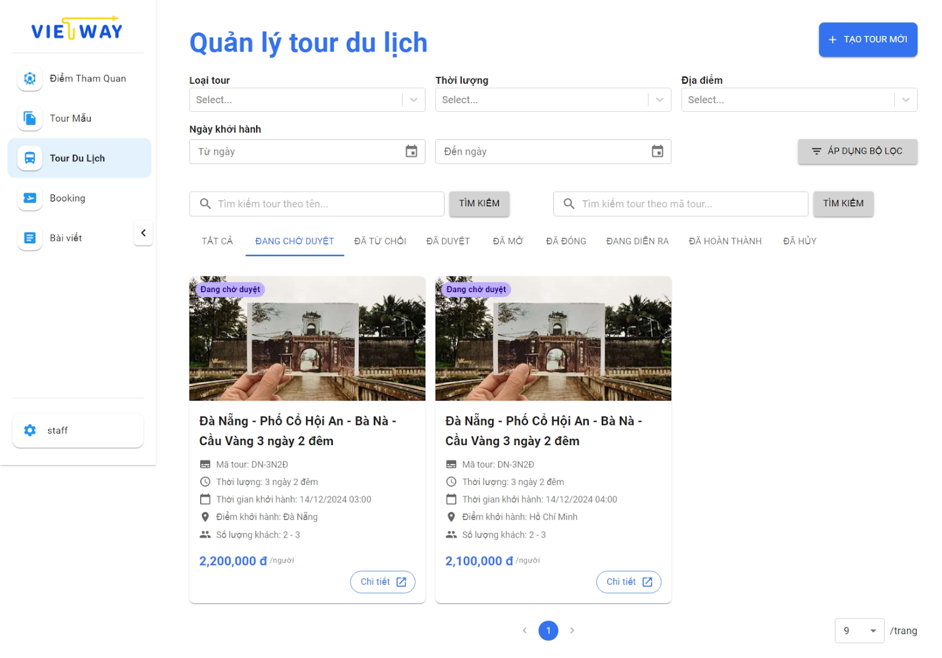 VIETWAY
Quản lý tour du lịch
+ TẠO TOUR MỚI
Điểm Tham Quan
Tour Mẫu
Tour Du Lịch
Booking
Bài viết
staff
Loại tour
Thời lượng
Địa điểm
Select...
Select...
Select...
Ngày khởi hành
Từ ngày
Đến ngày
ÁP DỤNG BỘ LỌC
Tìm kiếm tour theo tên...
TÌM KIẾM
Tìm kiếm tour theo mã tour...
TÌM KIẾM
TẤT CẢ ĐANG CHỜ DUYỆT ĐÃ TỪ CHỐI ĐÃ DUYỆT ĐÃ MỞ ĐÃ ĐÓNG ĐANG DIỄN RA ĐÃ HOÀN THÀNH ĐÃ HỦY
Đang chờ duyệt
Đà Nẵng - Phố Cổ Hội An - Bà Nà -
Cầu Vàng 3 ngày 2 đêm
Mã tour: DN-3N2Đ
Thời lượng: 3 ngày 2 đêm
Thời gian khởi hành: 14/12/2024 03:00
Điểm khởi hành: Đà Nẵng
Số lượng khách: 2 - 3
2,200,000 đ /người
Chi tiết
Đang chờ duyệt
Đà Nẵng - Phố Cổ Hội An - Bà Nà -
Cầu Vàng 3 ngày 2 đêm
Mã tour: DN-3N2Đ
Thời lượng: 3 ngày 2 đêm
Thời gian khởi hành: 14/12/2024 04:00
Điểm khởi hành: Hồ Chí Minh
Số lượng khách: 2 - 3
2,100,000 đ /người
Chi tiết
1
9 /trang